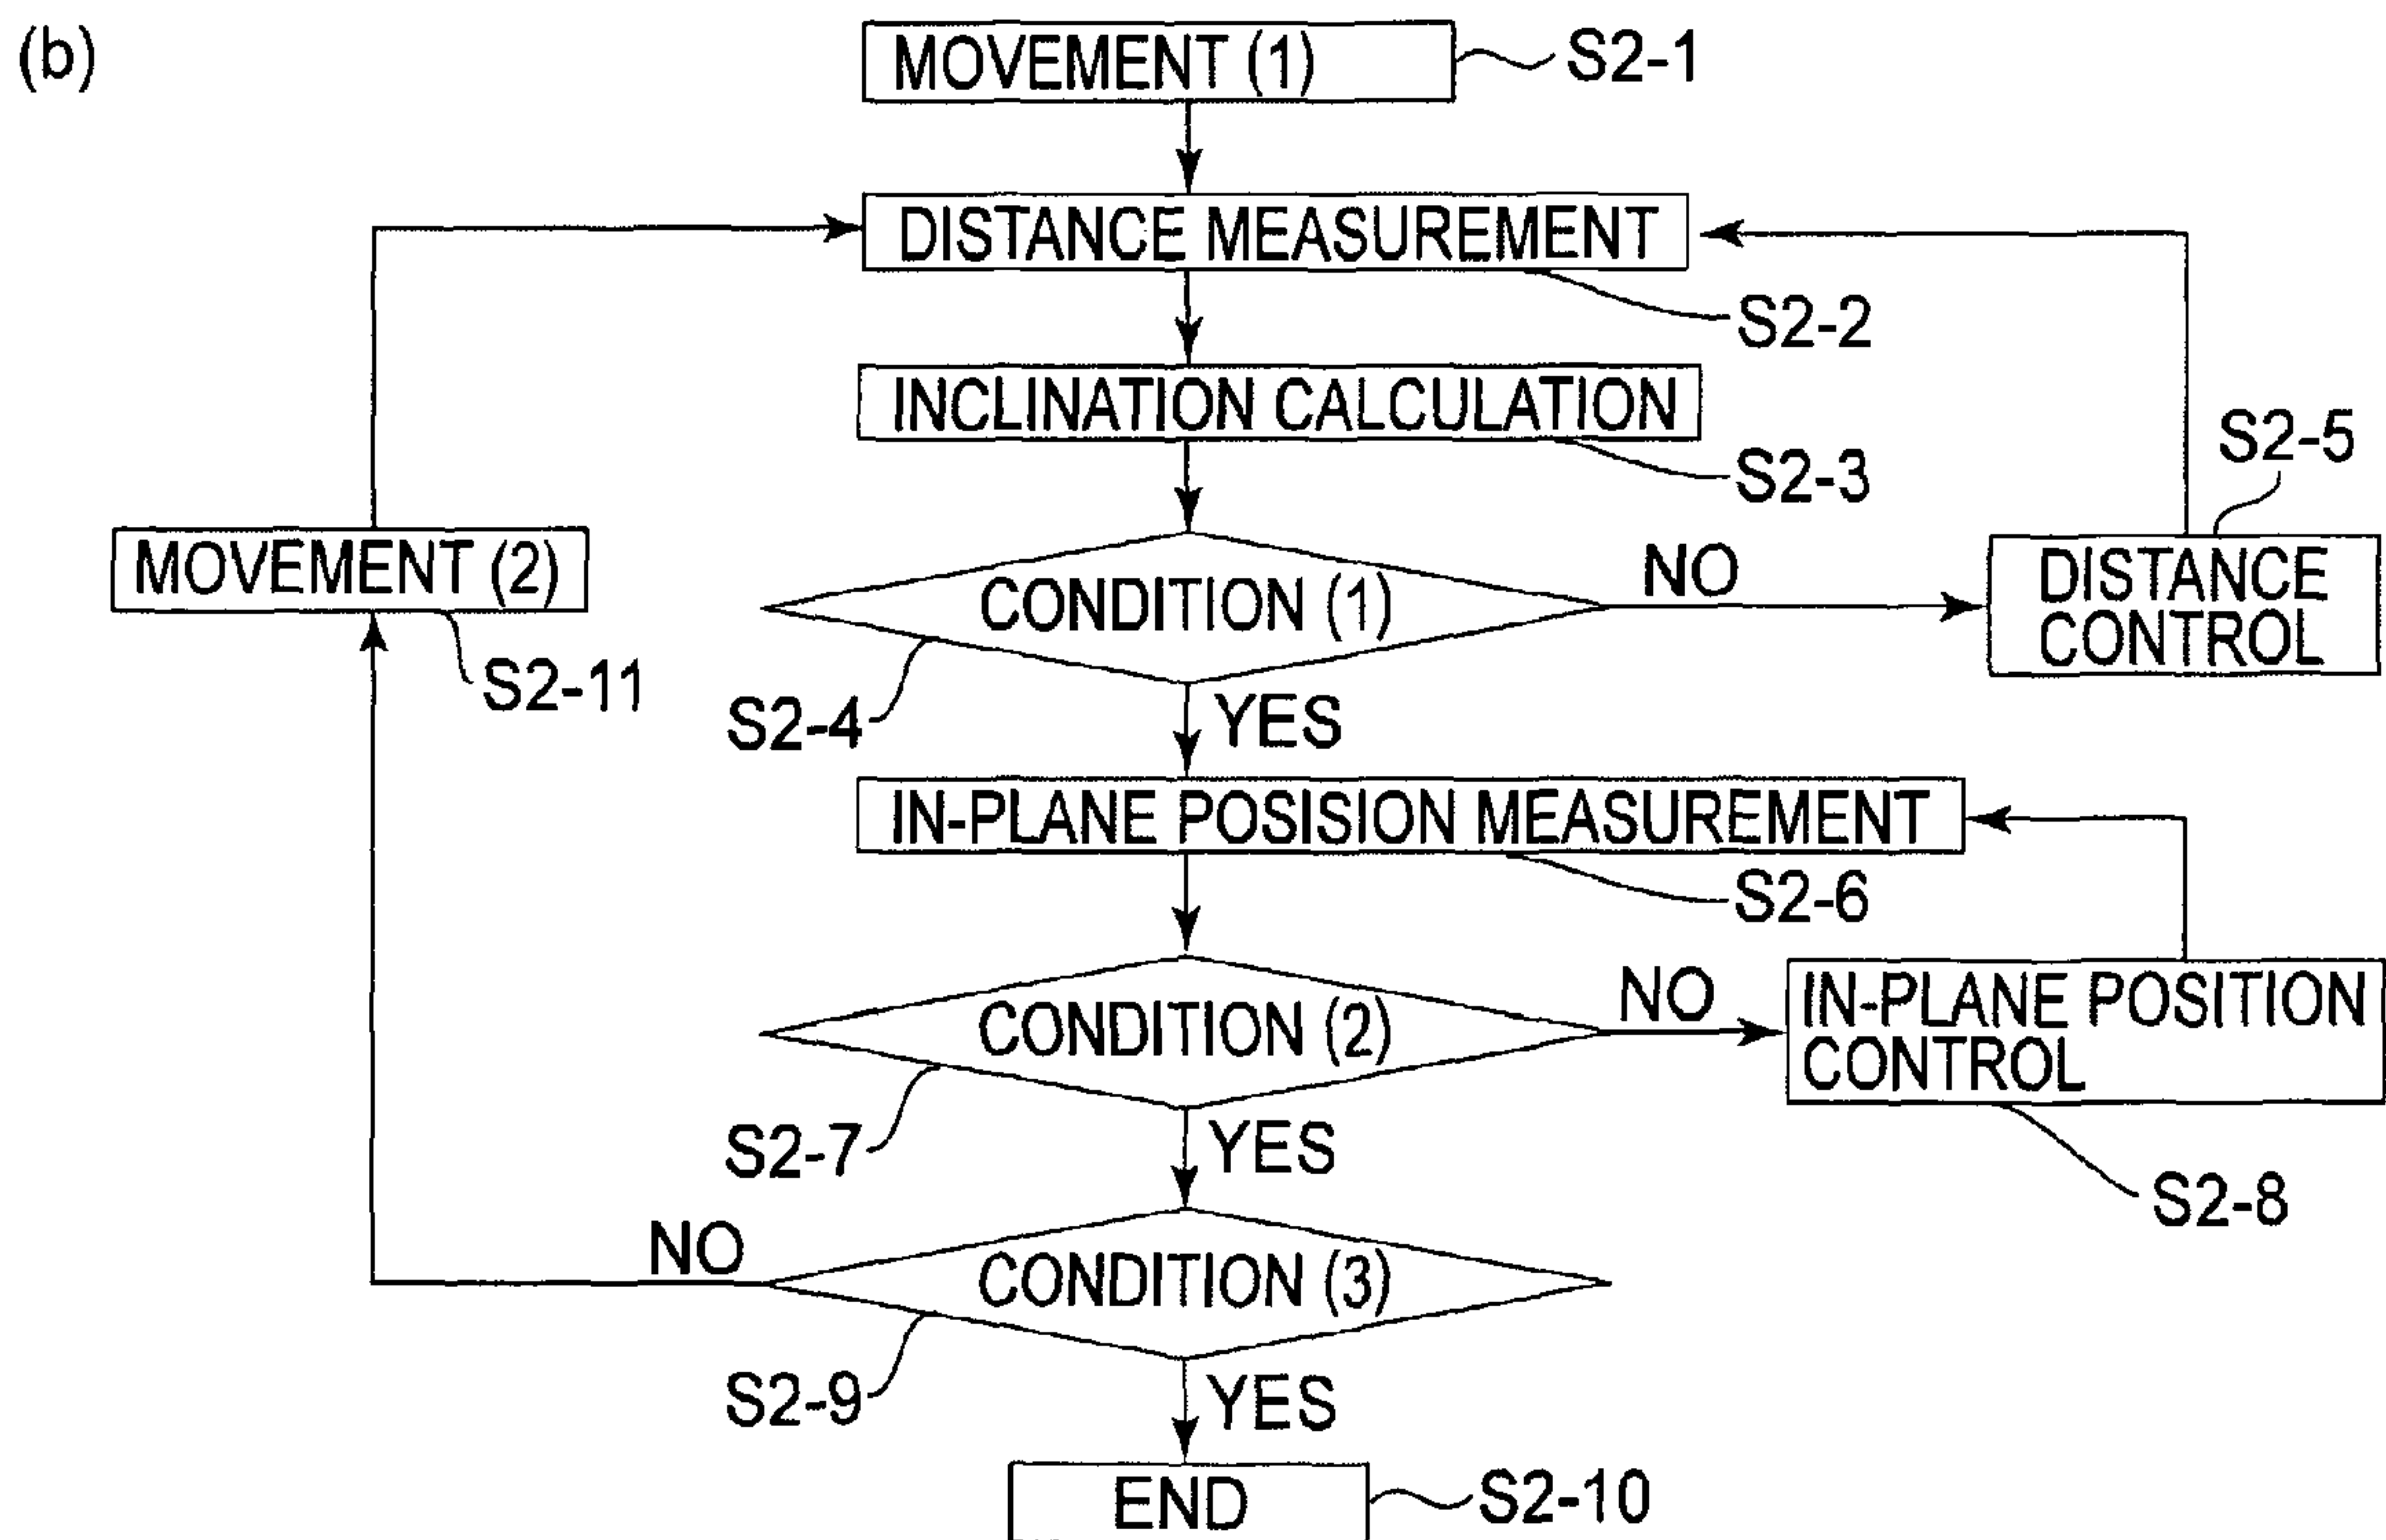 (b)
MOVEMENT (1)
S2-1
DISTANCE MEASUREMENT
S2-2
INCLINATION CALCULATION
S2-3
S2-5
MOVEMENT (2)
S2-11
CONDITION (1)
NO
DISTANCE
CONTROL
S2-4
YES
IN-PLANE POSISION MEASUREMENT
S2-6
CONDITION (2)
NO
IN-PLANE POSITION
CONTROL
S2-7
YES
S2-8
NO
CONDITION (3)
S2-9
YES
END
S2-10